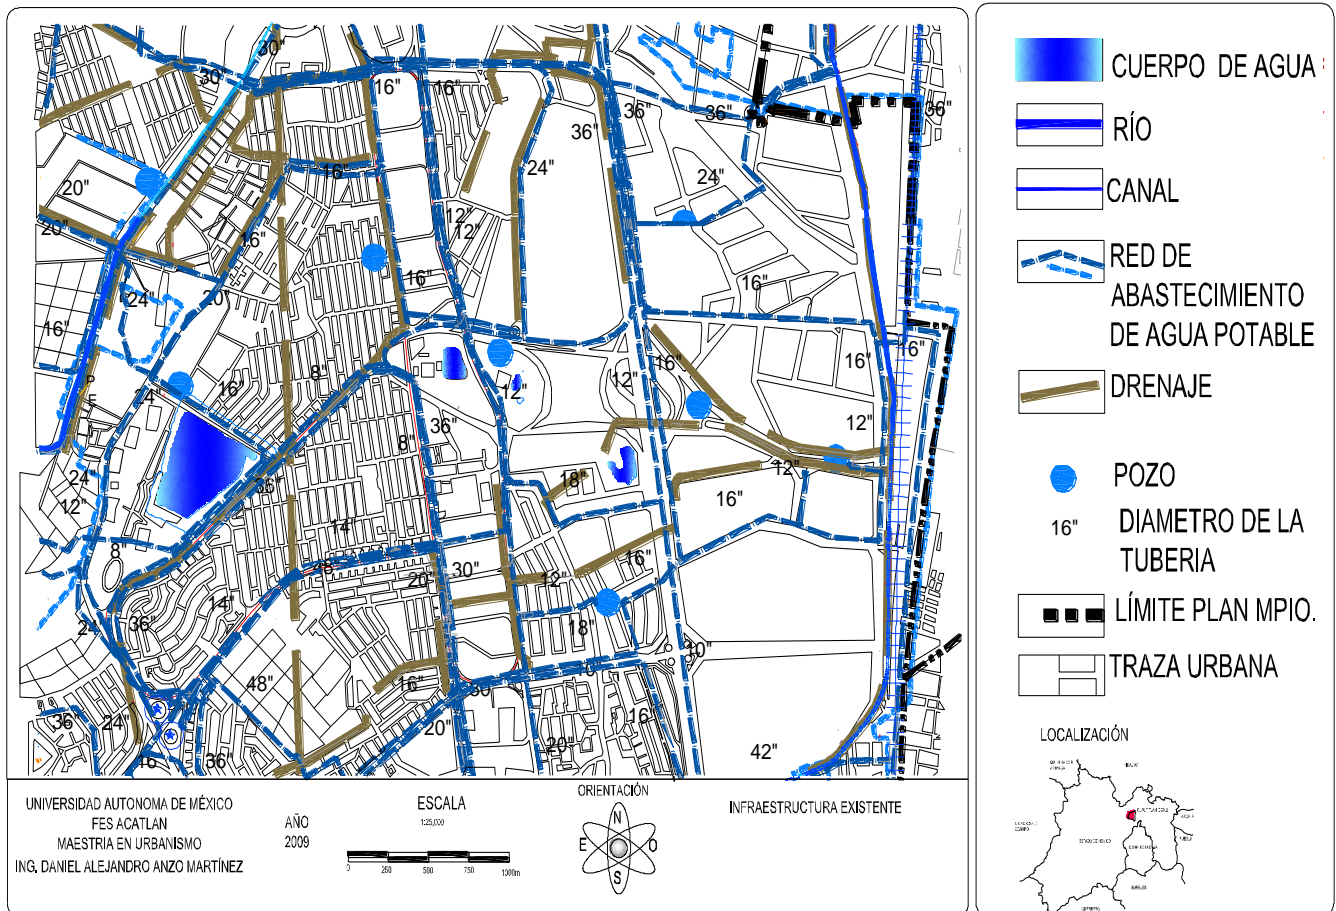 30"
30"
16"
16"
36"
36"
36"
36"
24"
24"
20"
20"
16"
16"
12"
12"
16"
16"
24"
20"
16"
16"
16"
16"
8"
12"
12"
16"
24"
36"
8"
12"
36"
24"
12"
18"
12"
16"
14"
8"
48"
20"
30"
12"
16"
14"
36"
24"
18"
10"
16"
48"
30"
16"
16"
36"
24"
16"
36"
20"
20"
42"
CUERPO DE AGUA
RÍO
CANAL
RED DE
ABASTECIMIENTO
DE AGUA POTABLE
DRENAJE
POZO
16"
DIAMETRO DE LA
TUBERIA
LÍMITE PLAN MPIO.
TRAZA URBANA
LOCALIZACIÓN
UNIVERSIDAD AUTONOMA DE MÉXICO
FES ACATLAN
MAESTRIA EN URBANISMO
ING. DANIEL ALEJANDRO ANZO MARTÍNEZ
AÑO
2009
ESCALA
1:25,000
0 250 500 750 1000m
ORIENTACIÓN
N
E O
S
INFRAESTRUCTURA EXISTENTE